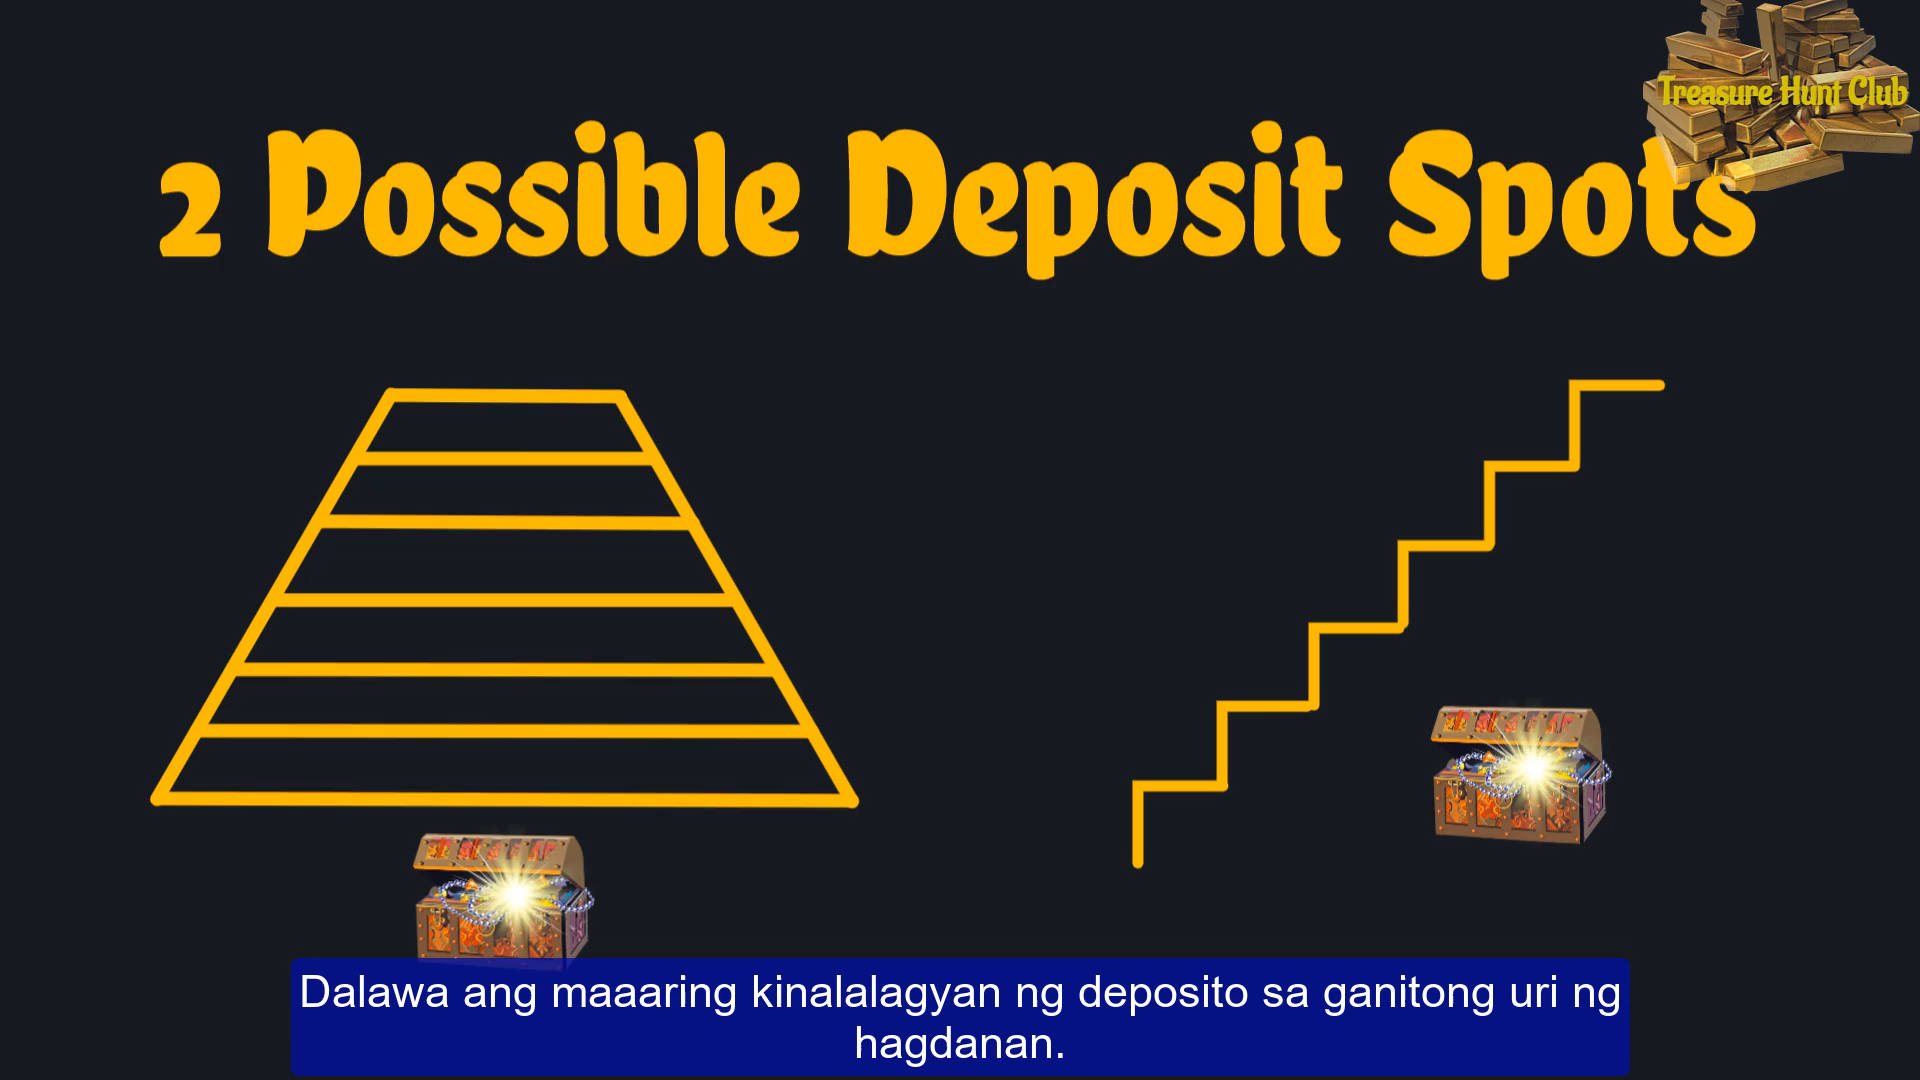 Treasure Hunt Club
2 Possible Deposit Spots
Dalawa ang maaaring kinalalagyan ng deposito sa ganitong uri ng
hagdanan.